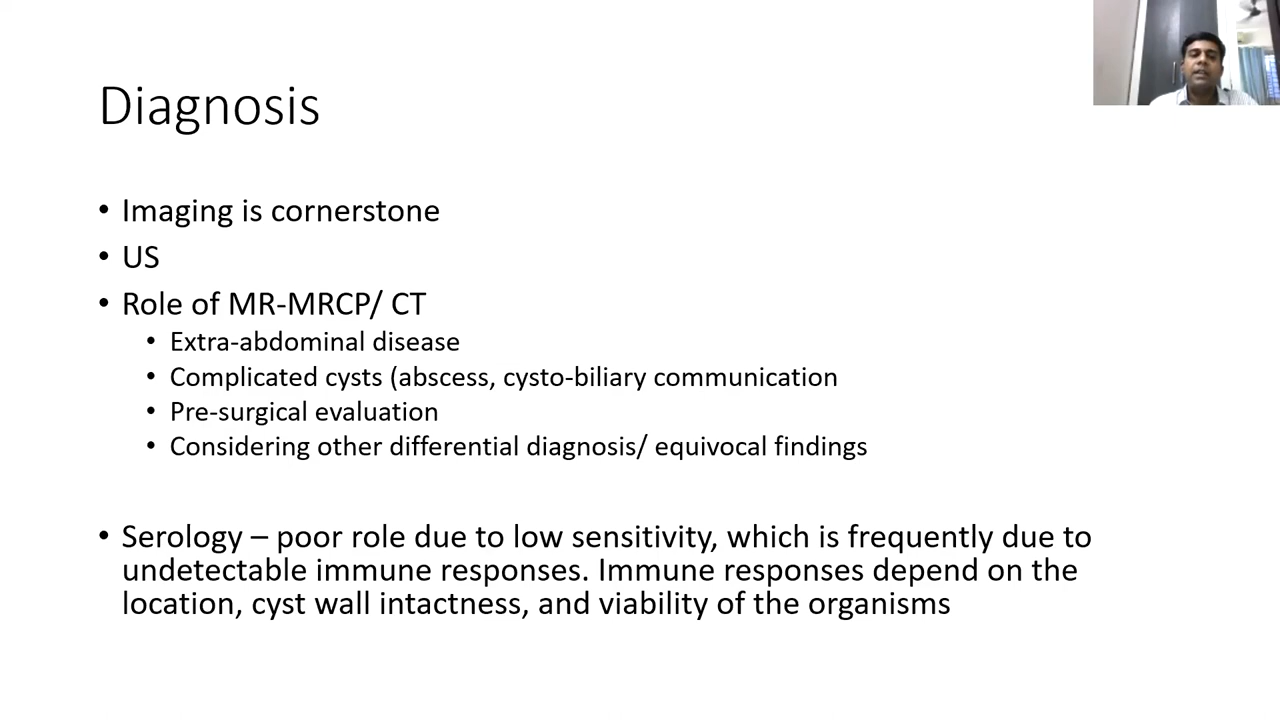 Diagnosis
• Imaging is cornerstone
• US
• Role of MR-MRCP/ CT
• Extra-abdominal disease
• Complicated cysts (abscess, cysto-biliary communication
• Pre-surgical evaluation
• Considering other differential diagnosis/ equivocal findings
• Serology – poor role due to low sensitivity, which is frequently due to
undetectable immune responses. Immune responses depend on the
location, cyst wall intactness, and viability of the organisms